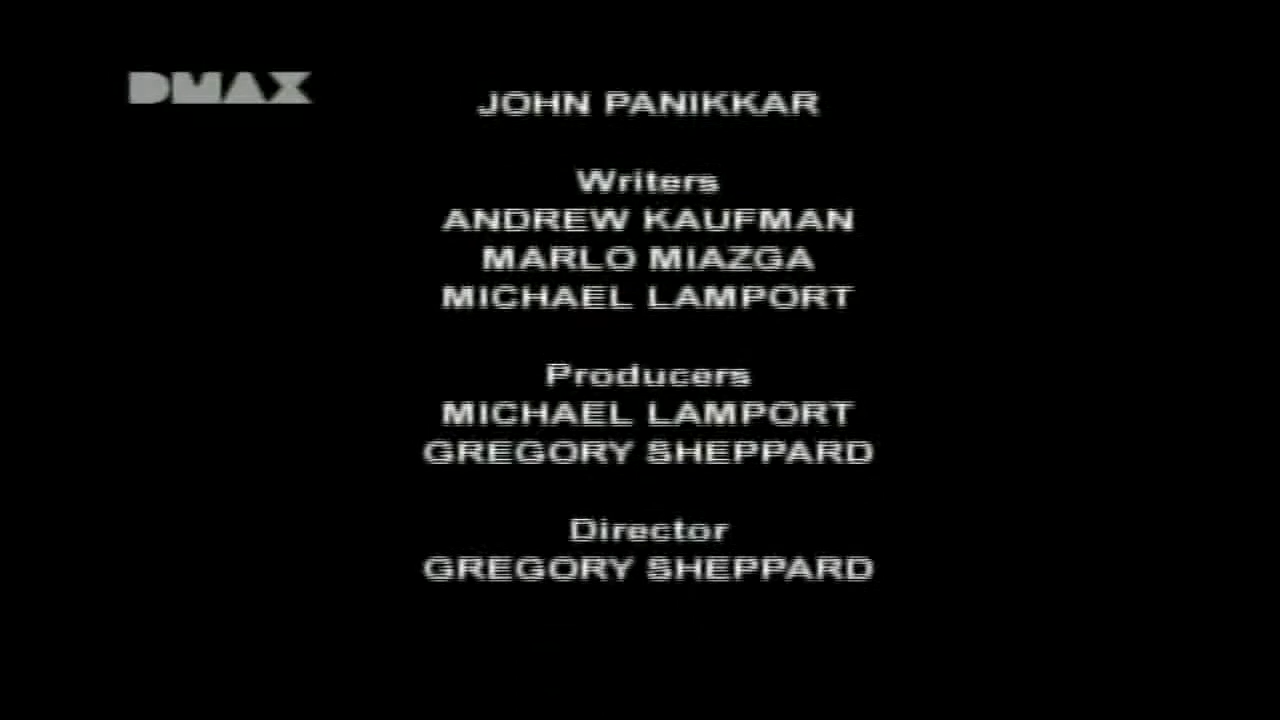 DMAX
JOHN PANIKKAR
Writers
ANDREW KAUFMAN
MARLO MIAZGA
MICHAEL LAMPORT
Producers
MICHAEL LAMPORT
GREGORY SHEPPARD
Director
GREGORY SHEPPARD